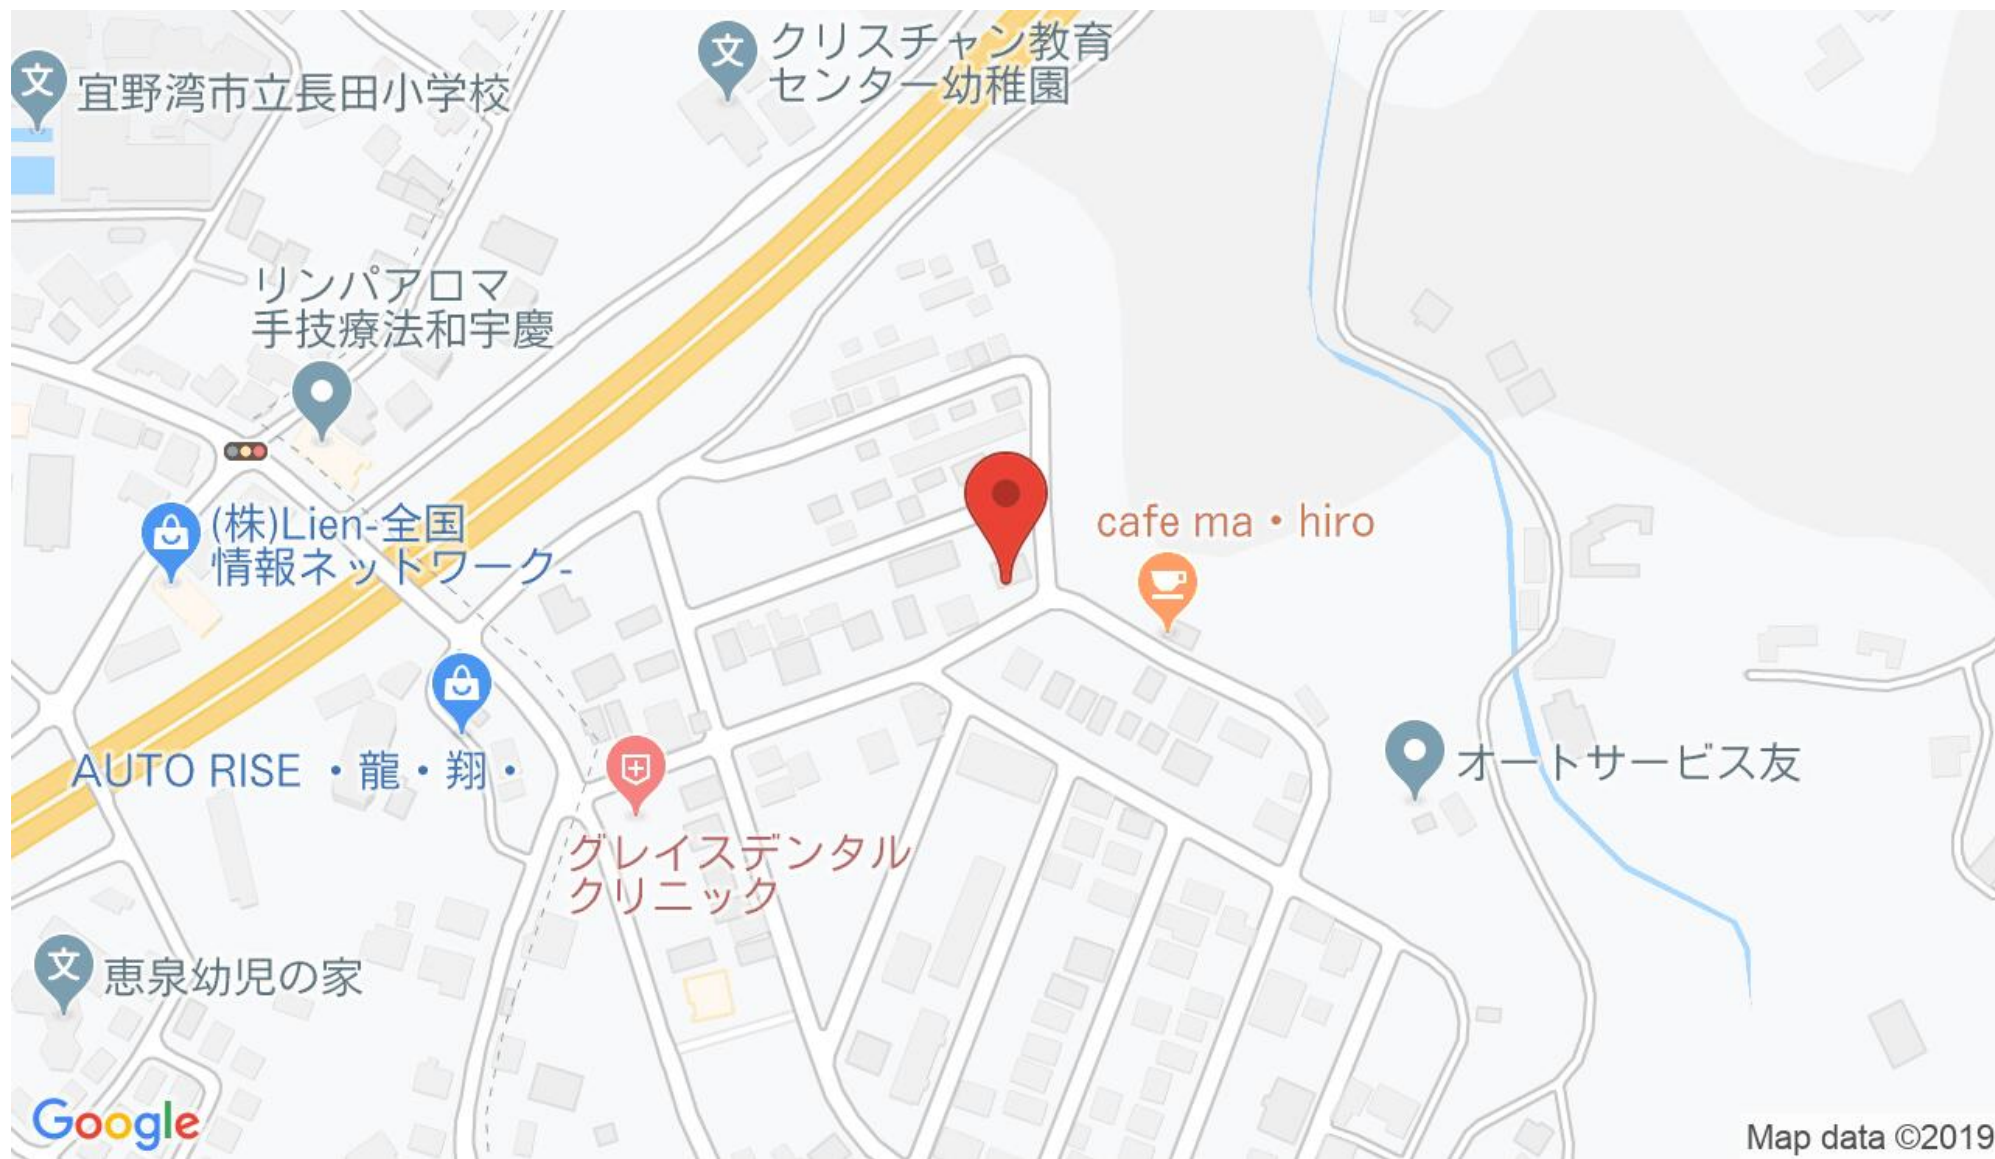 クリスチャン教育
センター幼稚園
宜野湾市立長田小学校
リンパアロマ
手技療法和宇慶
(株)Lien-全国
情報ネットワーク-
cafe ma・hiro
AUTO RISE ・龍・翔・
オートサービス友
グレイスデンタル
クリニック
恵泉幼児の家
Google
Map data ©2019